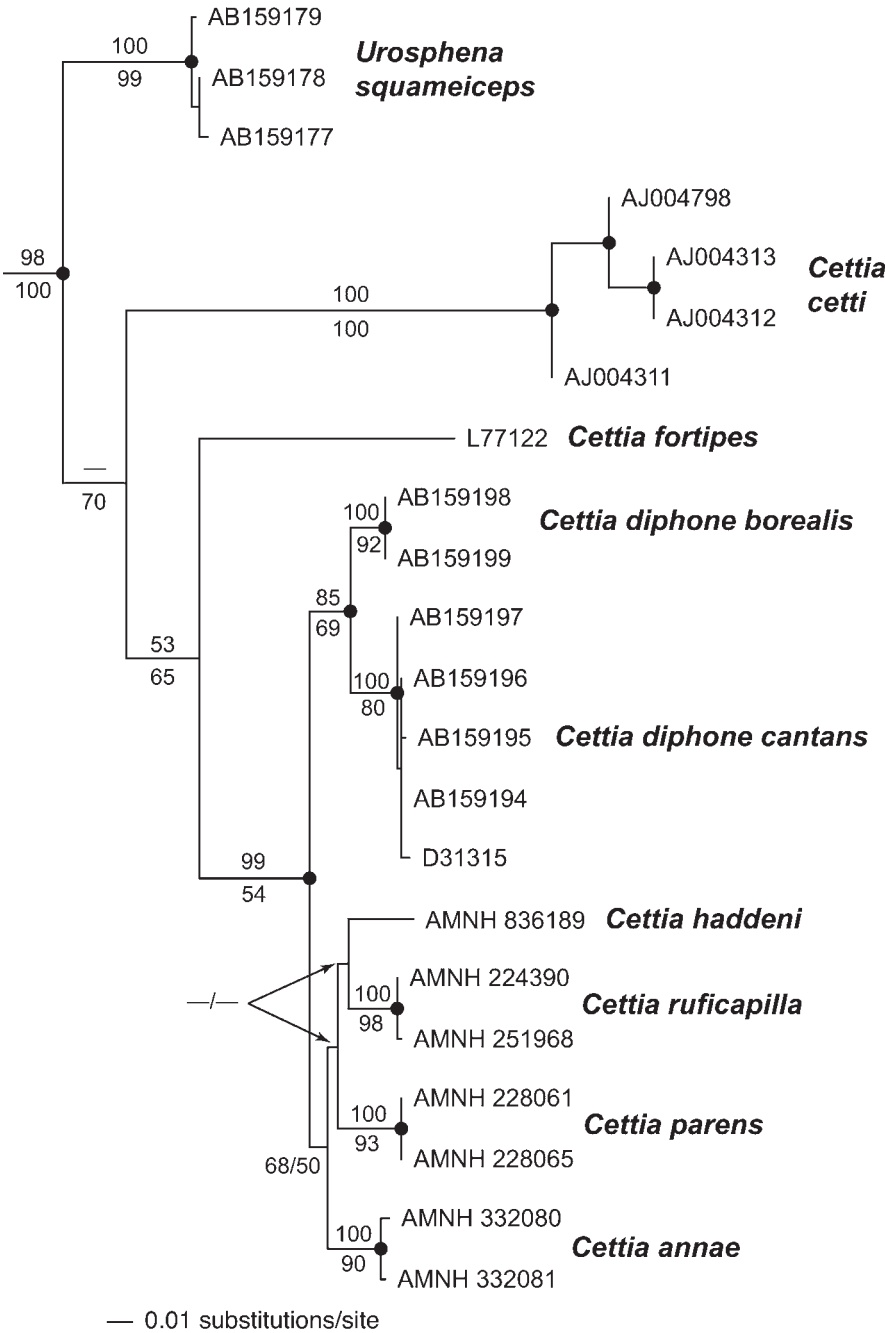 AB159179
100
99
Urosphena
squameiceps
AB159178
AB159177
98
100
AJ004798
AJ004313
Cettia
cetti
AJ004312
100
100
AJ004311
L77122 Cettia fortipes
—
70
AB159198
100
92
Cettia diphone borealis
AB159199
85
69
AB159197
53
65
100
80
AB159196
AB159195 Cettia diphone cantans
AB159194
D31315
99
54
AMNH 836189 Cettia haddeni
—/—
AMNH 224390
100
98
Cettia ruficapilla
AMNH 251968
AMNH 228061
100
93
Cettia parens
AMNH 228065
68/50
AMNH 332080
100
90
Cettia annae
AMNH 332081
— 0.01 substitutions/site